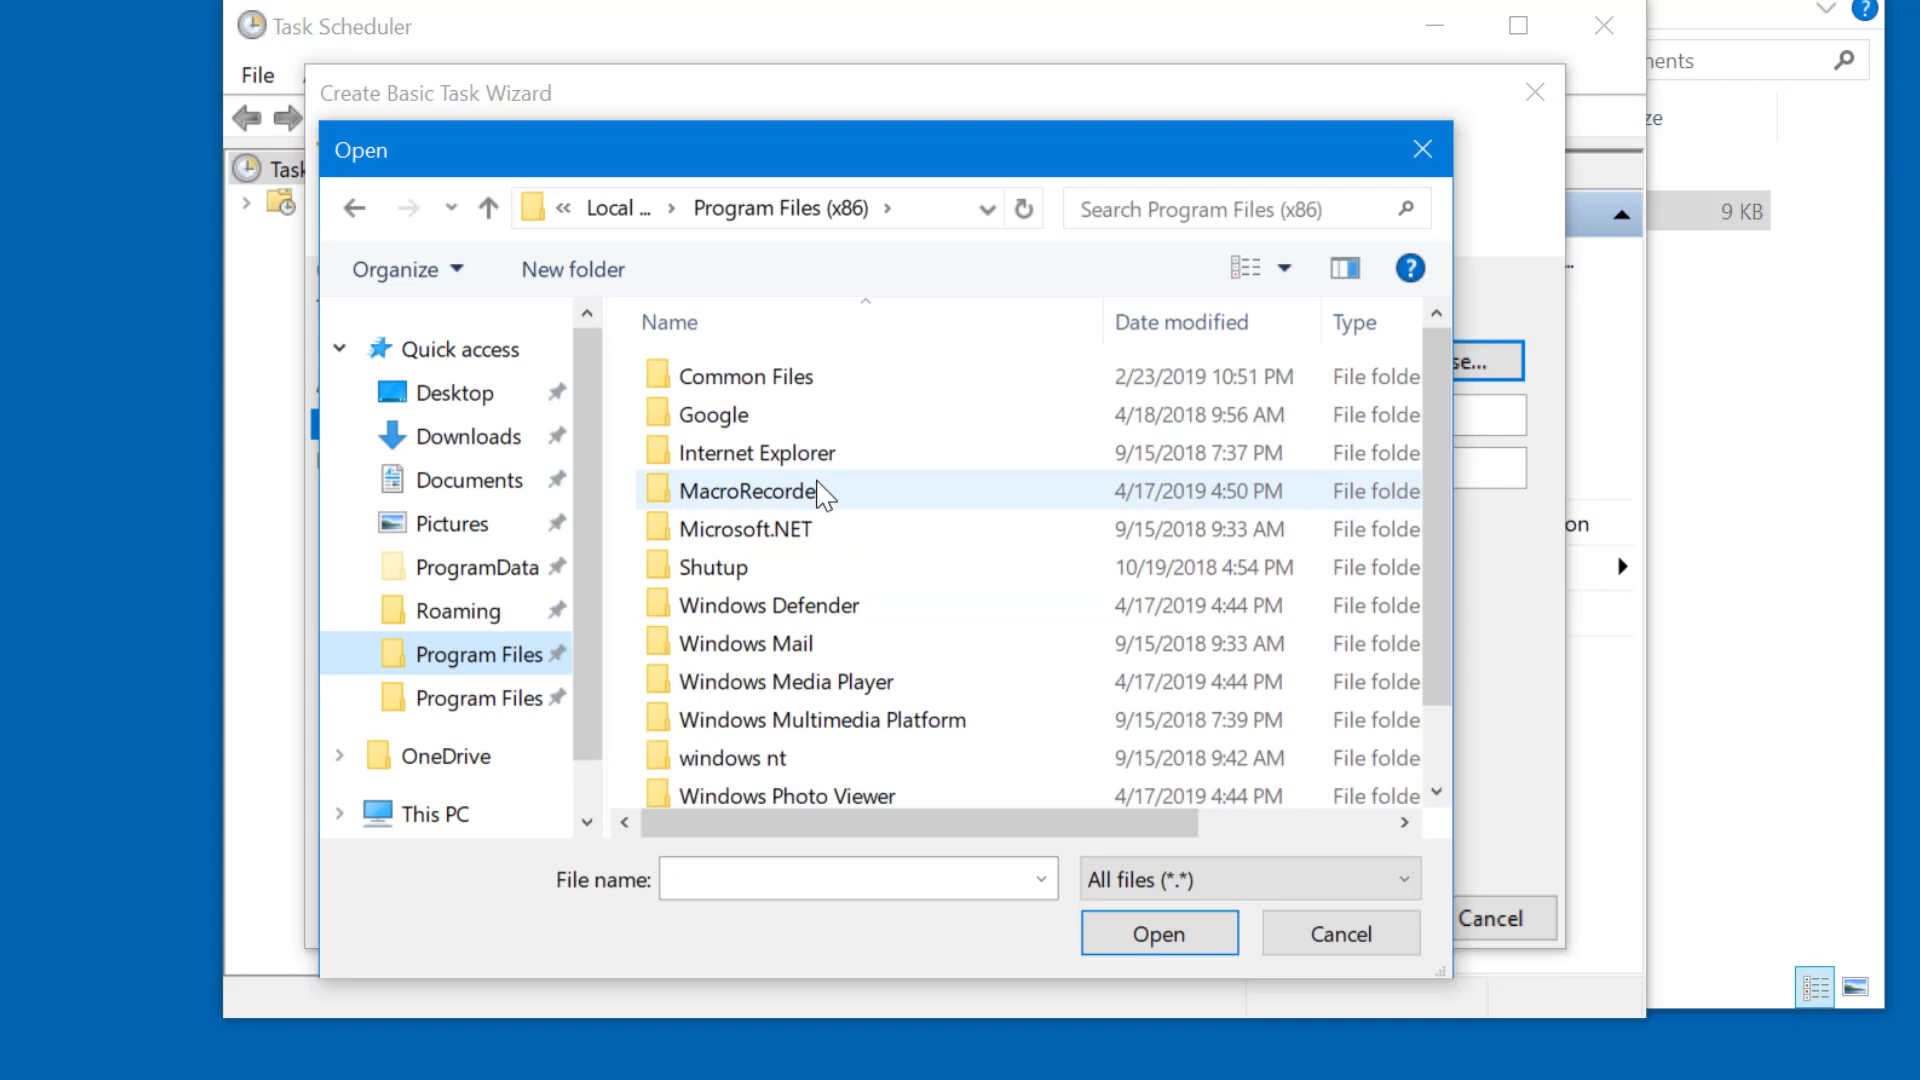 Task Scheduler
File
ents
Create Basic Task Wizard
ze
Open
Task
Local ...
Program Files (x86)
Search Program Files (x86)
9 KB
Organize
New folder
Name
Date modified
Type
Quick access
Desktop
Downloads
Documents
Pictures
ProgramData
Roaming
Program Files
Program Files
OneDrive
This PC
Common Files 2/23/2019 10:51 PM File folde
Google 4/18/2018 9:56 AM File folde
Internet Explorer 9/15/2018 7:37 PM File folde
MacroRecorde 4/17/2019 4:50 PM File folde
Microsoft.NET 9/15/2018 9:33 AM File folde
Shutup 10/19/2018 4:54 PM File folde
Windows Defender 4/17/2019 4:44 PM File folde
Windows Mail 9/15/2018 9:33 AM File folde
Windows Media Player 4/17/2019 4:44 PM File folde
Windows Multimedia Platform 9/15/2018 7:39 PM File folde
windows nt 9/15/2018 9:42 AM File folde
Windows Photo Viewer 4/17/2019 4:44 PM File folde
se...
on
File name:
All files (*.*)
Open
Cancel
Cancel